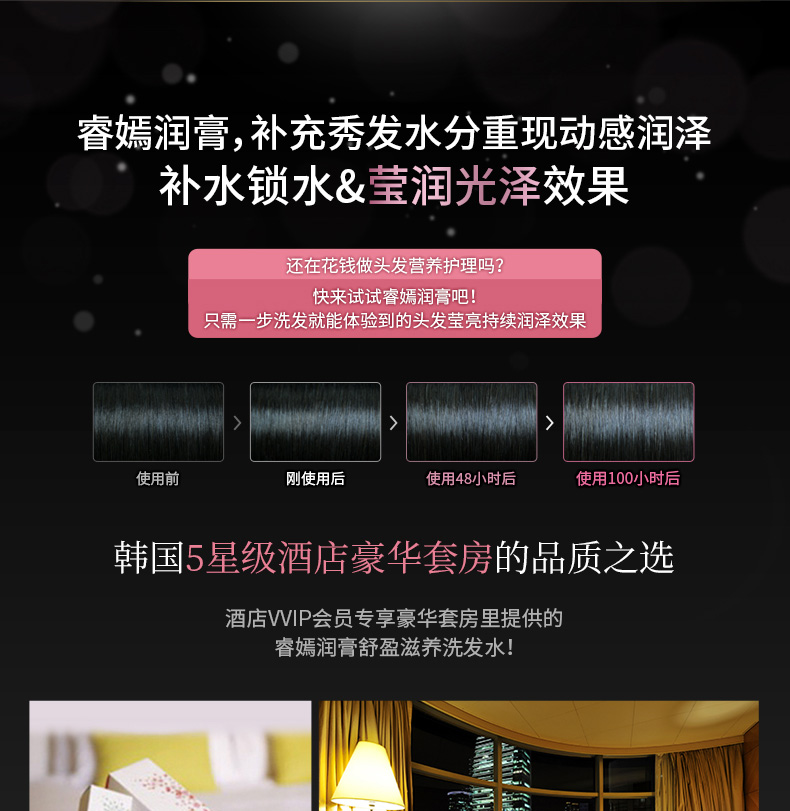 睿嫣润膏，补充秀发水分重现动感润泽
补水锁水&莹润光泽效果
还在花钱做头发营养护理吗？
快来试试睿嫣润膏吧！
只需一步洗发就能体验到的头发莹亮持续润泽效果
使用前
刚使用后
使用48小时后
使用100小时后
韩国5星级酒店豪华套房的品质之选
酒店VVIP会员专享豪华套房里提供的
睿嫣润膏舒盈滋养洗发水！